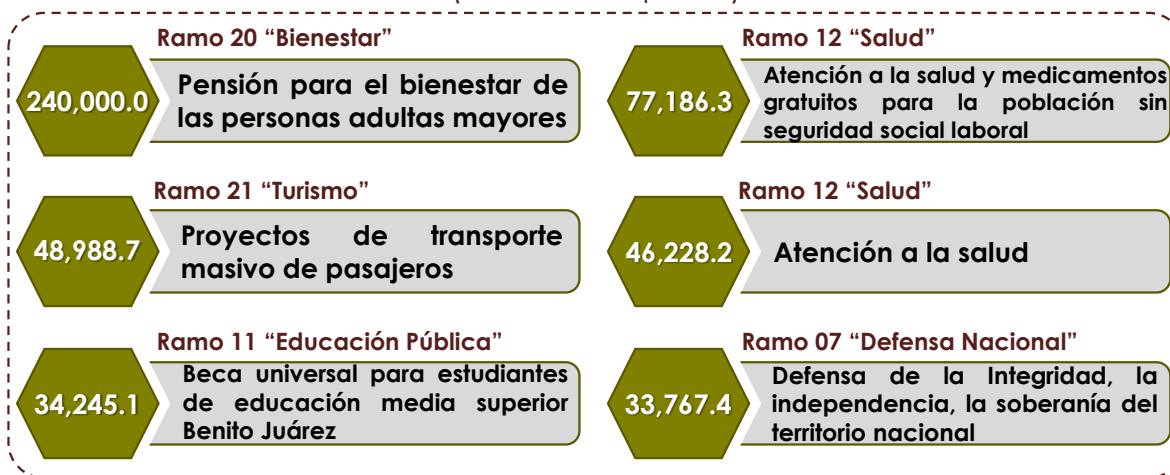 Ramo 20 “Bienestar”
240,000.0
Pensión para el bienestar de
las personas adultas mayores
Ramo 12 “Salud”
77,186.3
Atención a la salud y medicamentos
gratuitos para la población sin
seguridad social laboral
Ramo 21 “Turismo”
48,988.7
Proyectos de transporte
masivo de pasajeros
Ramo 12 “Salud”
46,228.2
Atención a la salud
Ramo 11 “Educación Pública”
34,245.1
Beca universal para estudiantes
de educación media superior
Benito Juárez
Ramo 07 “Defensa Nacional”
33,767.4
Defensa de la Integridad, la
independencia, la soberanía del
territorio nacional